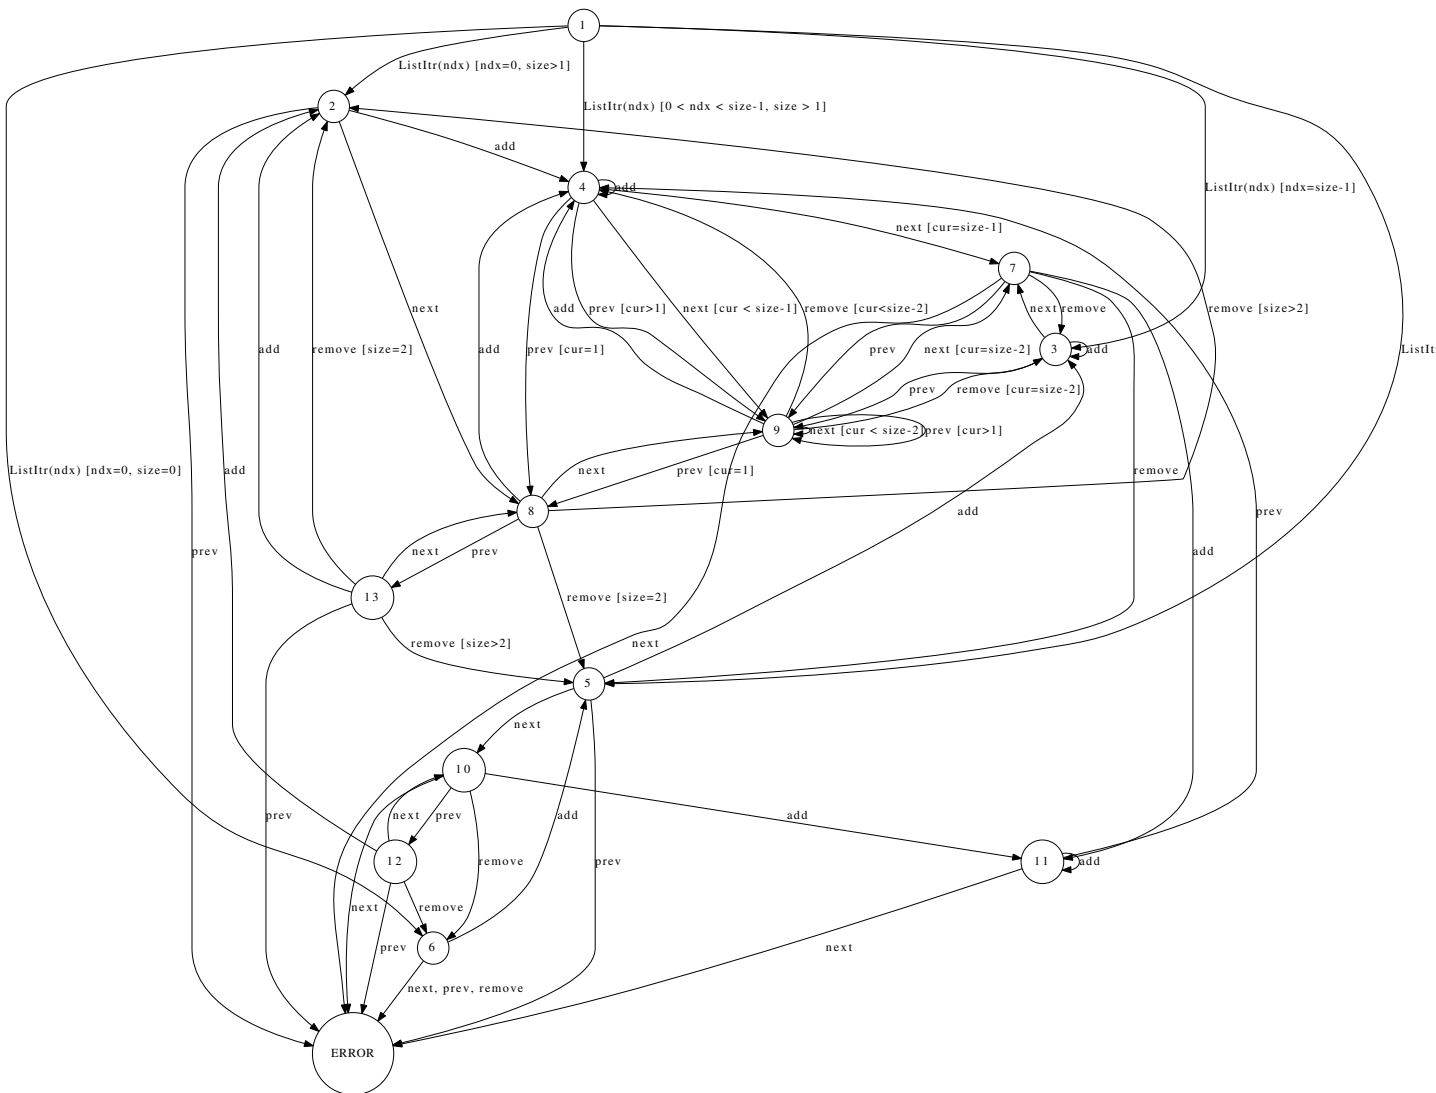 1
ListItr(ndx) [ndx=0, size>1]
2
ListItr(ndx) [0 < ndx < size-1, size > 1]
add
4
add
ListItr(ndx) [ndx=size-1]
next [cur=size-1]
7
next
add
prev [cur>1]
next [cur < size-1]
remove [cur<size-2]
next
remove
remove [size>2]
add
remove [size=2]
add
prev [cur=1]
prev
next [cur=size-2]
3
add
ListIt
prev
remove [cur=size-2]
9
next [cur < size-2]
prev [cur>1]
ListItr(ndx) [ndx=0, size=0]
add
next
prev [cur=1]
remove
8
add
prev
prev
next
prev
add
13
remove [size=2]
remove [size>2]
next
5
next
10
prev
next
prev
add
add
12
remove
prev
11
add
next
remove
prev
6
next
next, prev, remove
ERROR